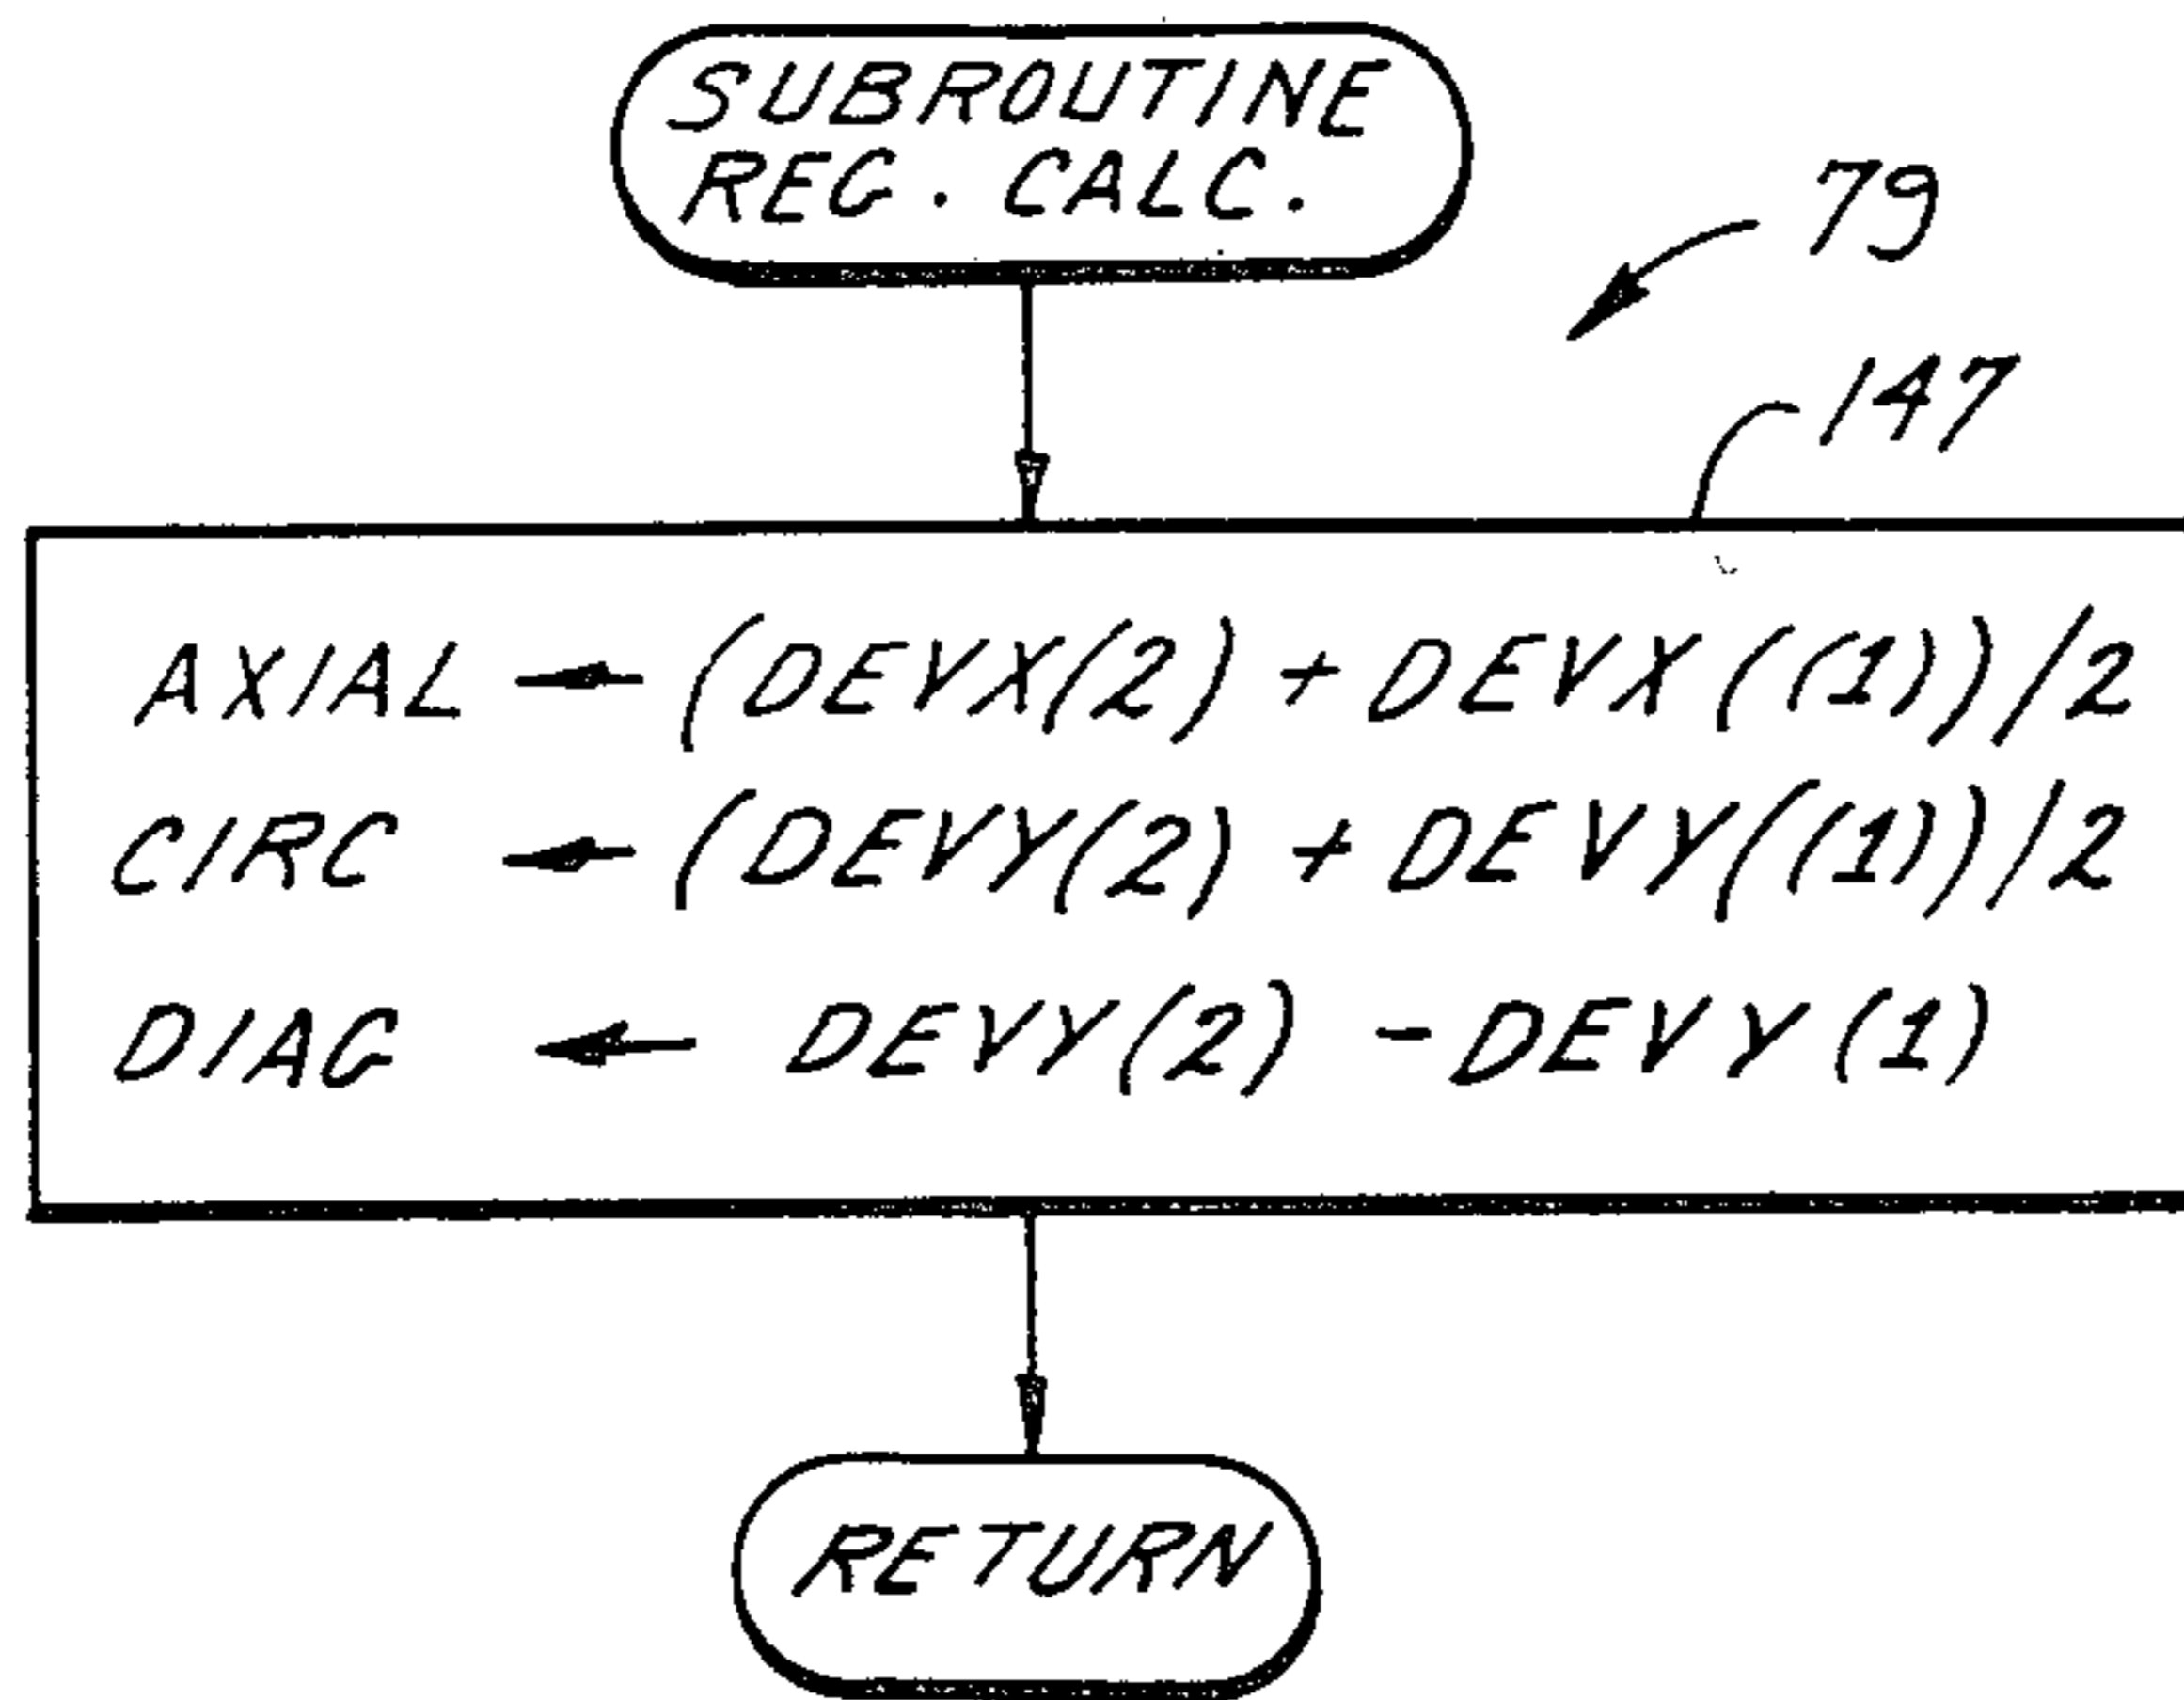 SUBROUTINE
REG. CALC.
79
147
AXIAL ← (DEVX(2) + DEVX((1))/2
CIRC ← (DEVY(2) + DEVY((1))/2
DIAG ← DEVY(2) - DEVY(1)
RETURN